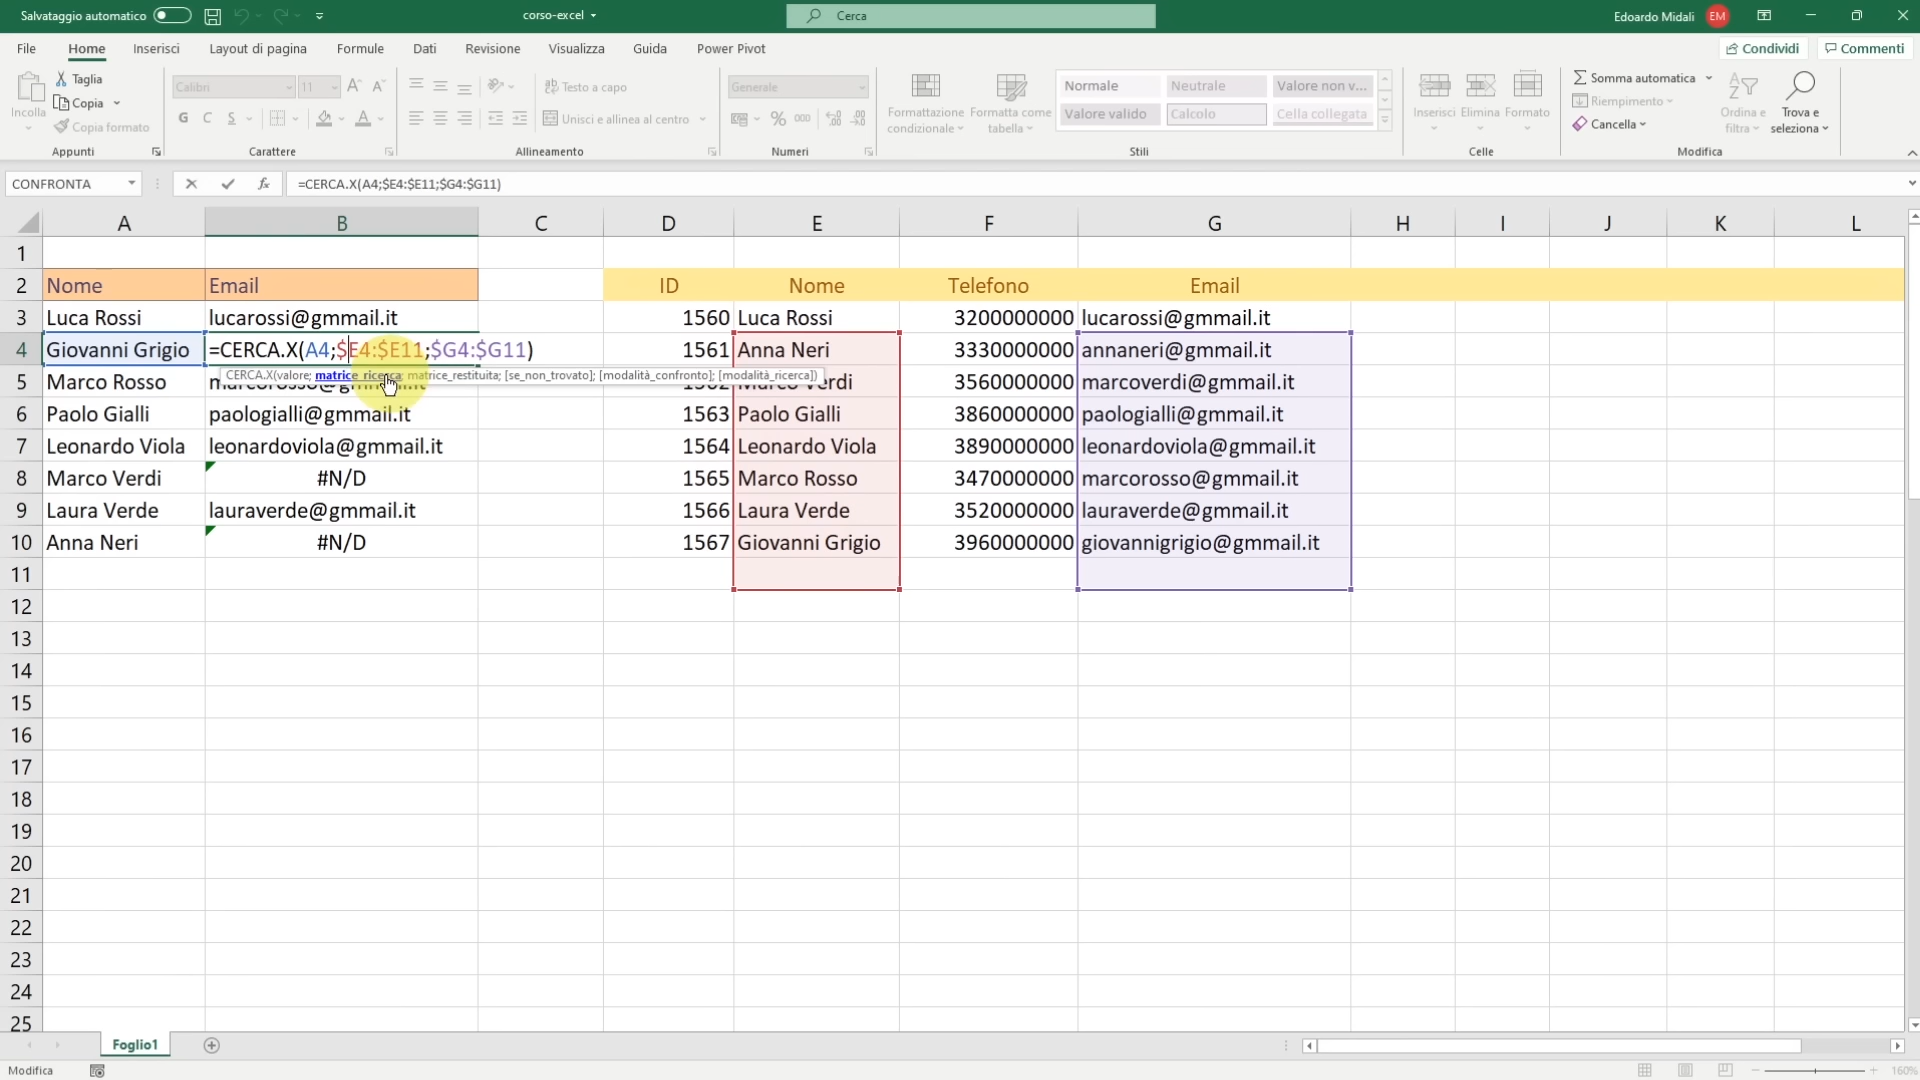 Salvataggio automatico
corso-excel
Cerca
Edoardo Midali
EM
File
Home
Inserisci
Layout di pagina
Formule
Dati
Revisione
Visualizza
Guida
Power Pivot
Condividi
Commenti
Incolla
Taglia
Copia
Copia formato
Appunti
Calibri
11
G C S
Carattere
Testo a capo
Unisci e allinea al centro
Allineamento
Generale
% 000
Numeri
Formattazione condizionale
Formatta come tabella
Normale
Neutrale
Valore non v...
Valore valido
Calcolo
Cella collegata
Stili
Inserisci
Elimina
Formato
Celle
Somma automatica
Riempimento
Cancella
Ordina e filtra
Trova e seleziona
Modifica
CONFRONTA
fx
=CERCA.X(A4;$E4:$E11;$G4:$G11)
A B C D E F G H I J K L
1
2 Nome Email ID Nome Telefono Email
3 Luca Rossi lucarossi@gmmail.it 1560 Luca Rossi 3200000000 lucarossi@gmmail.it
4 Giovanni Grigio =CERCA.X(A4;$E4:$E11;$G4:$G11) 1561 Anna Neri 3330000000 annaneri@gmmail.it
CERCA.X(valore; matrice_ricerca; matrice_restituita; [se_non_trovato]; [modalità_confronto]; [modalità_ricerca])
5 Marco Rosso 3560000000 marcoverdi@gmmail.it
6 Paolo Gialli paologialli@gmmail.it 1563 Paolo Gialli 3860000000 paologialli@gmmail.it
7 Leonardo Viola leonardoviola@gmmail.it 1564 Leonardo Viola 3890000000 leonardoviola@gmmail.it
8 Marco Verdi #N/D 1565 Marco Rosso 3470000000 marcorosso@gmmail.it
9 Laura Verde lauraverde@gmmail.it 1566 Laura Verde 3520000000 lauraverde@gmmail.it
10 Anna Neri #N/D 1567 Giovanni Grigio 3960000000 giovannigrigio@gmmail.it
11
12
13
14
15
16
17
18
19
20
21
22
23
24
25
Foglio1
Modifica
160%